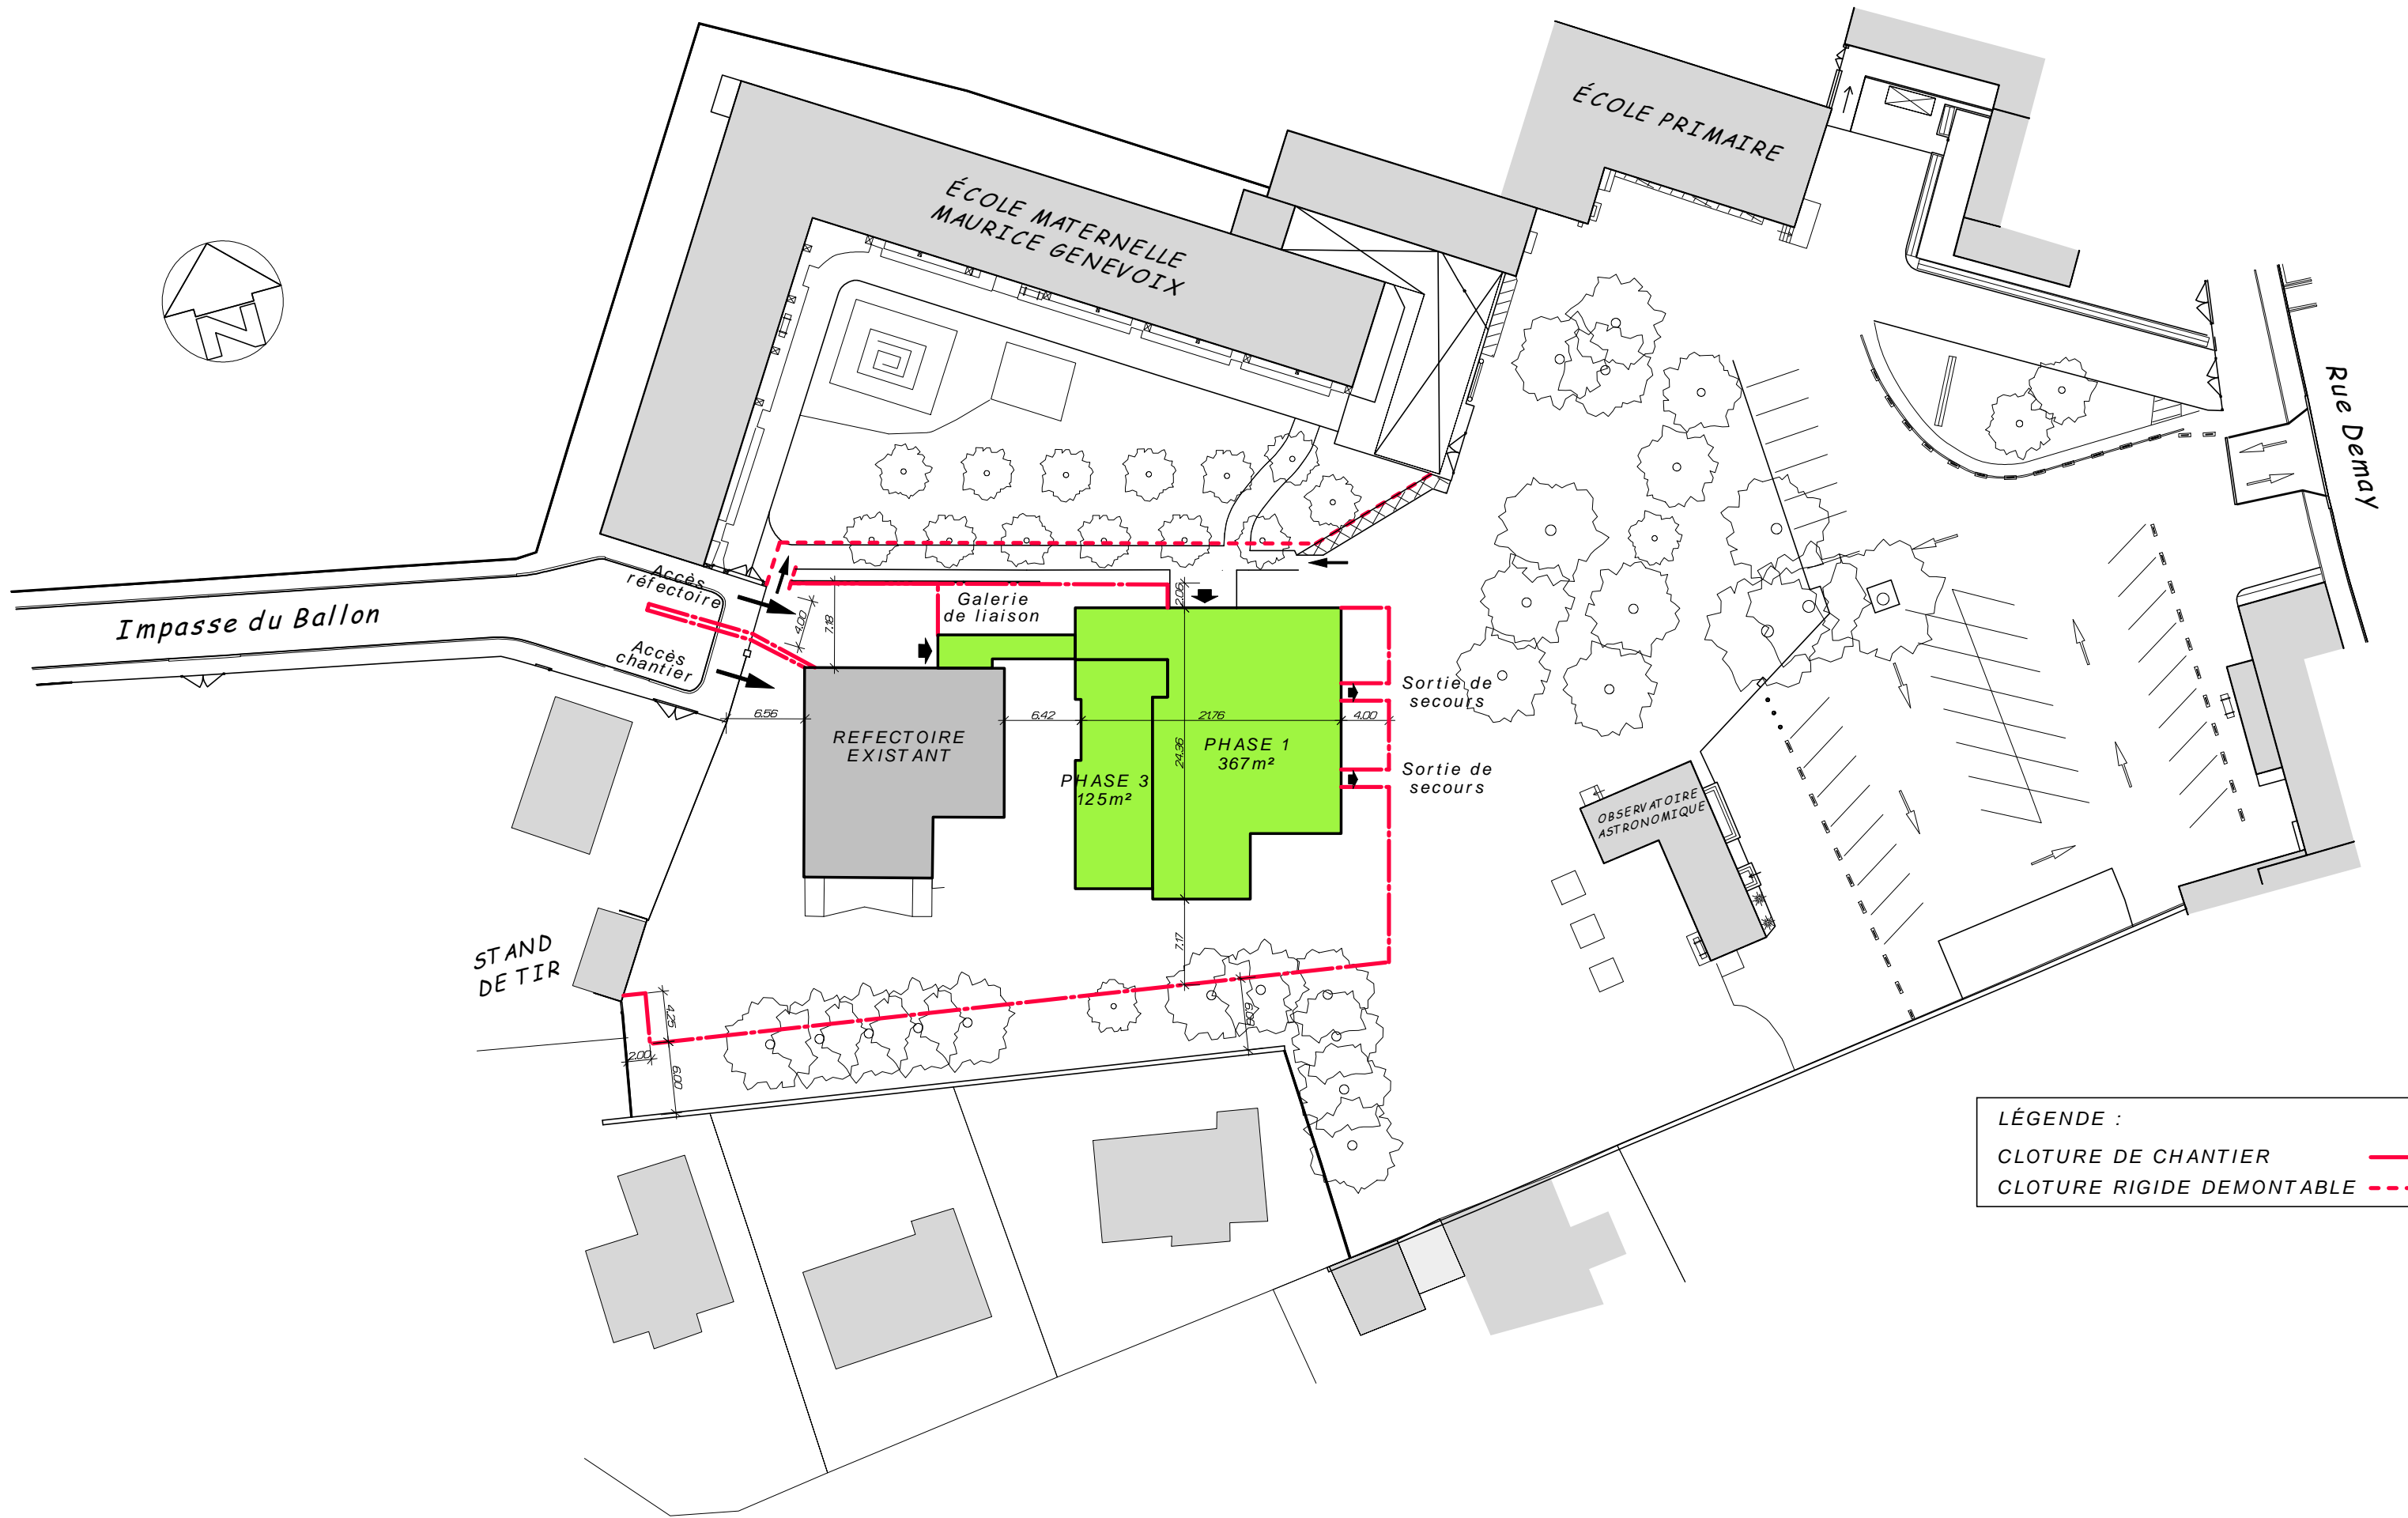 ÉCOLE PRIMAIRE
ÉCOLE MATERNELLE
MAURICE GENEVOIX
N
Rue Demay
Impasse du Ballon
Accès
réfectoire
Accès
chantier
Galerie
de liaison
2.06
4.00
7.18
6.56
6.42
21.76
4.00
24.36
REFECTOIRE
EXISTANT
PHASE 1
367m²
PHASE 3
125m²
Sortie de
secours
Sortie de
secours
OBSERVATOIRE
ASTRONOMIQUE
STAND
DE TIR
7.17
6.09
4.25
2.00
6.00
LÉGENDE :
CLOTURE DE CHANTIER
CLOTURE RIGIDE DEMONTABLE